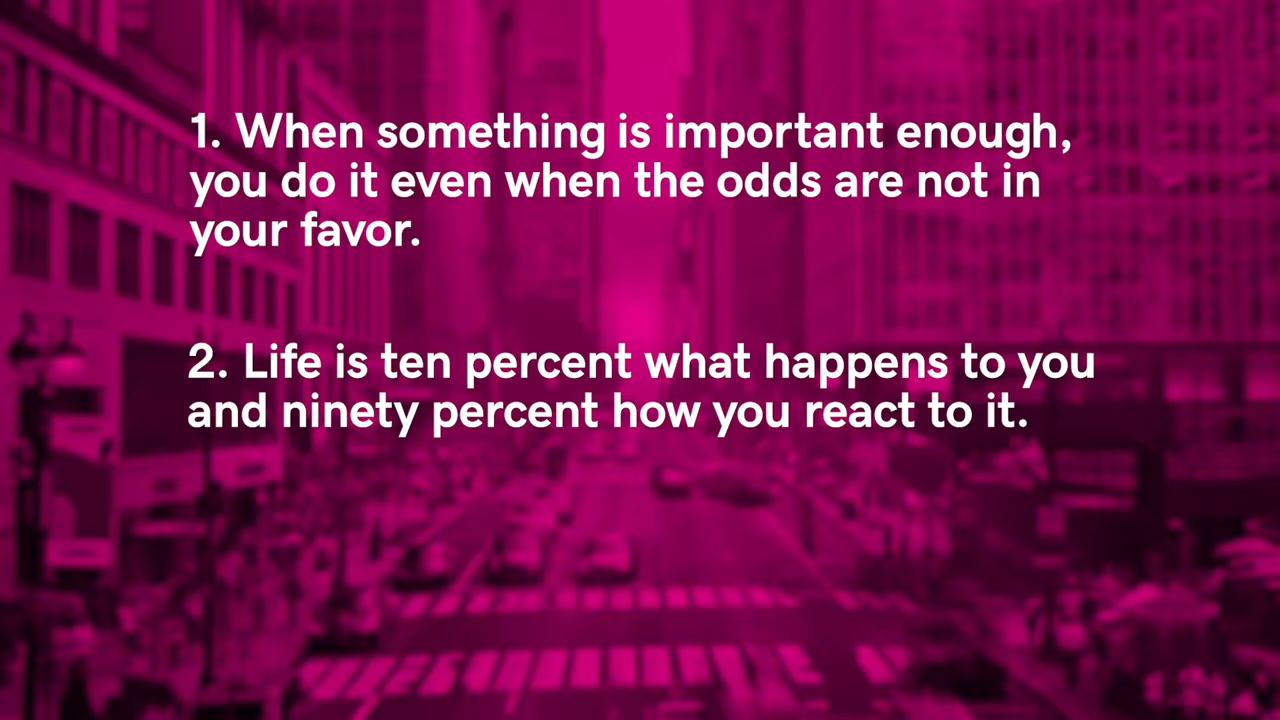 1. When something is important enough,
you do it even when the odds are not in
your favor.
2. Life is ten percent what happens to you
and ninety percent how you react to it.